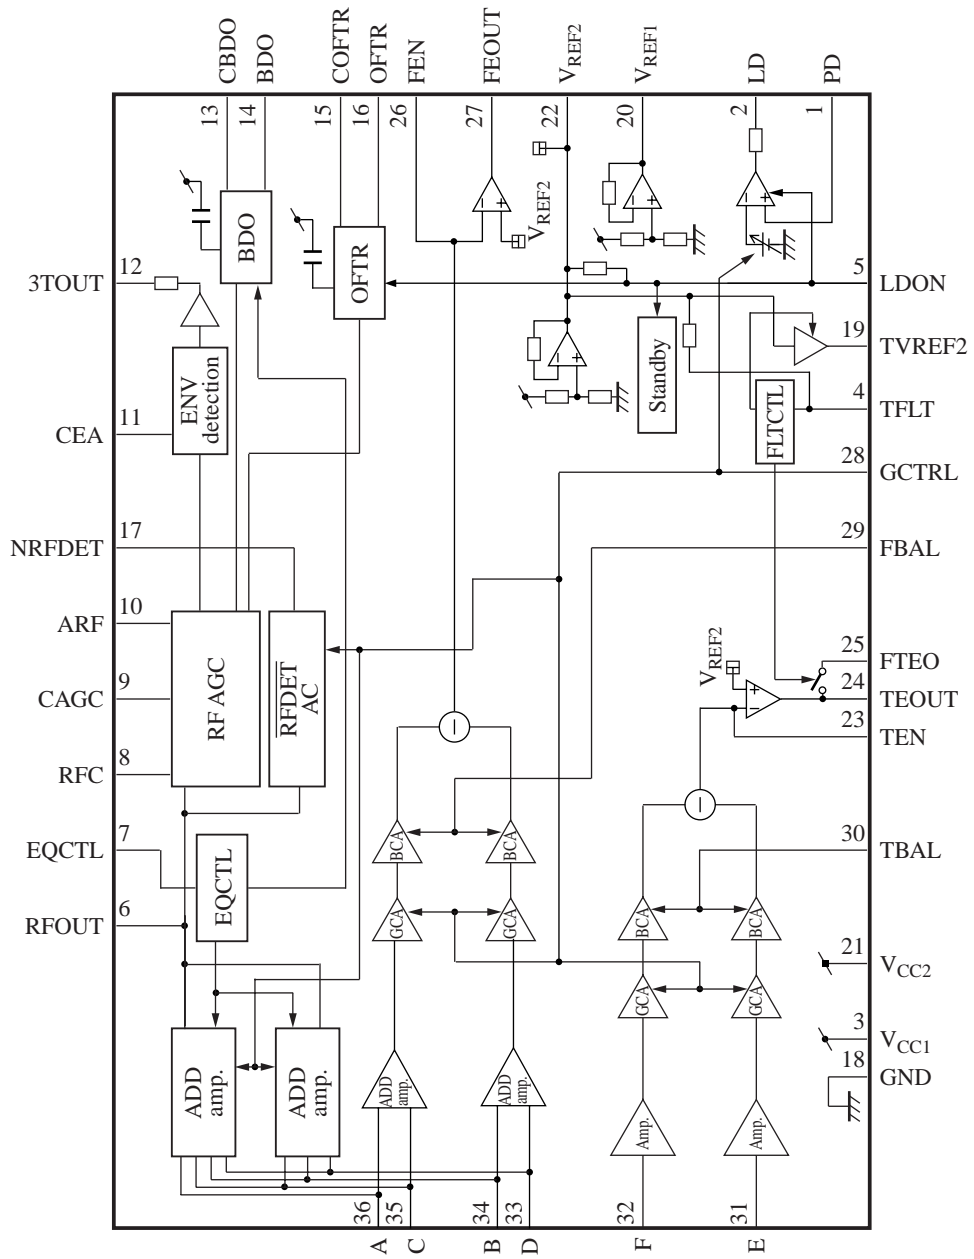 CBDO
BDO
COFTR
OFTR
FEN
FEOUT
VREF2
VREF1
LD
PD
13
14
15
16
26
27
22
20
2
1
3TOUT
12
CEA
11
NRFDET
17
ARF
10
CAGC
9
RFC
8
EQCTL
7
RFOUT
6
5
LDON
19
TVREF2
4
TFLT
28
GCTRL
29
FBAL
25
FTEO
24
TEOUT
23
TEN
30
TBAL
21
VCC2
3
VCC1
18
GND
BDO
OFTR
ENV
detection
VREF2
Standby
FLTCTL
RF AGC
RFDET
AC
VREF2
EQCTL
BCA
BCA
GCA
GCA
BCA
BCA
GCA
GCA
ADD
amp.
ADD
amp.
ADD
amp.
ADD
amp.
Amp.
Amp.
36
35
34
33
32
31
A
C
B
D
F
E